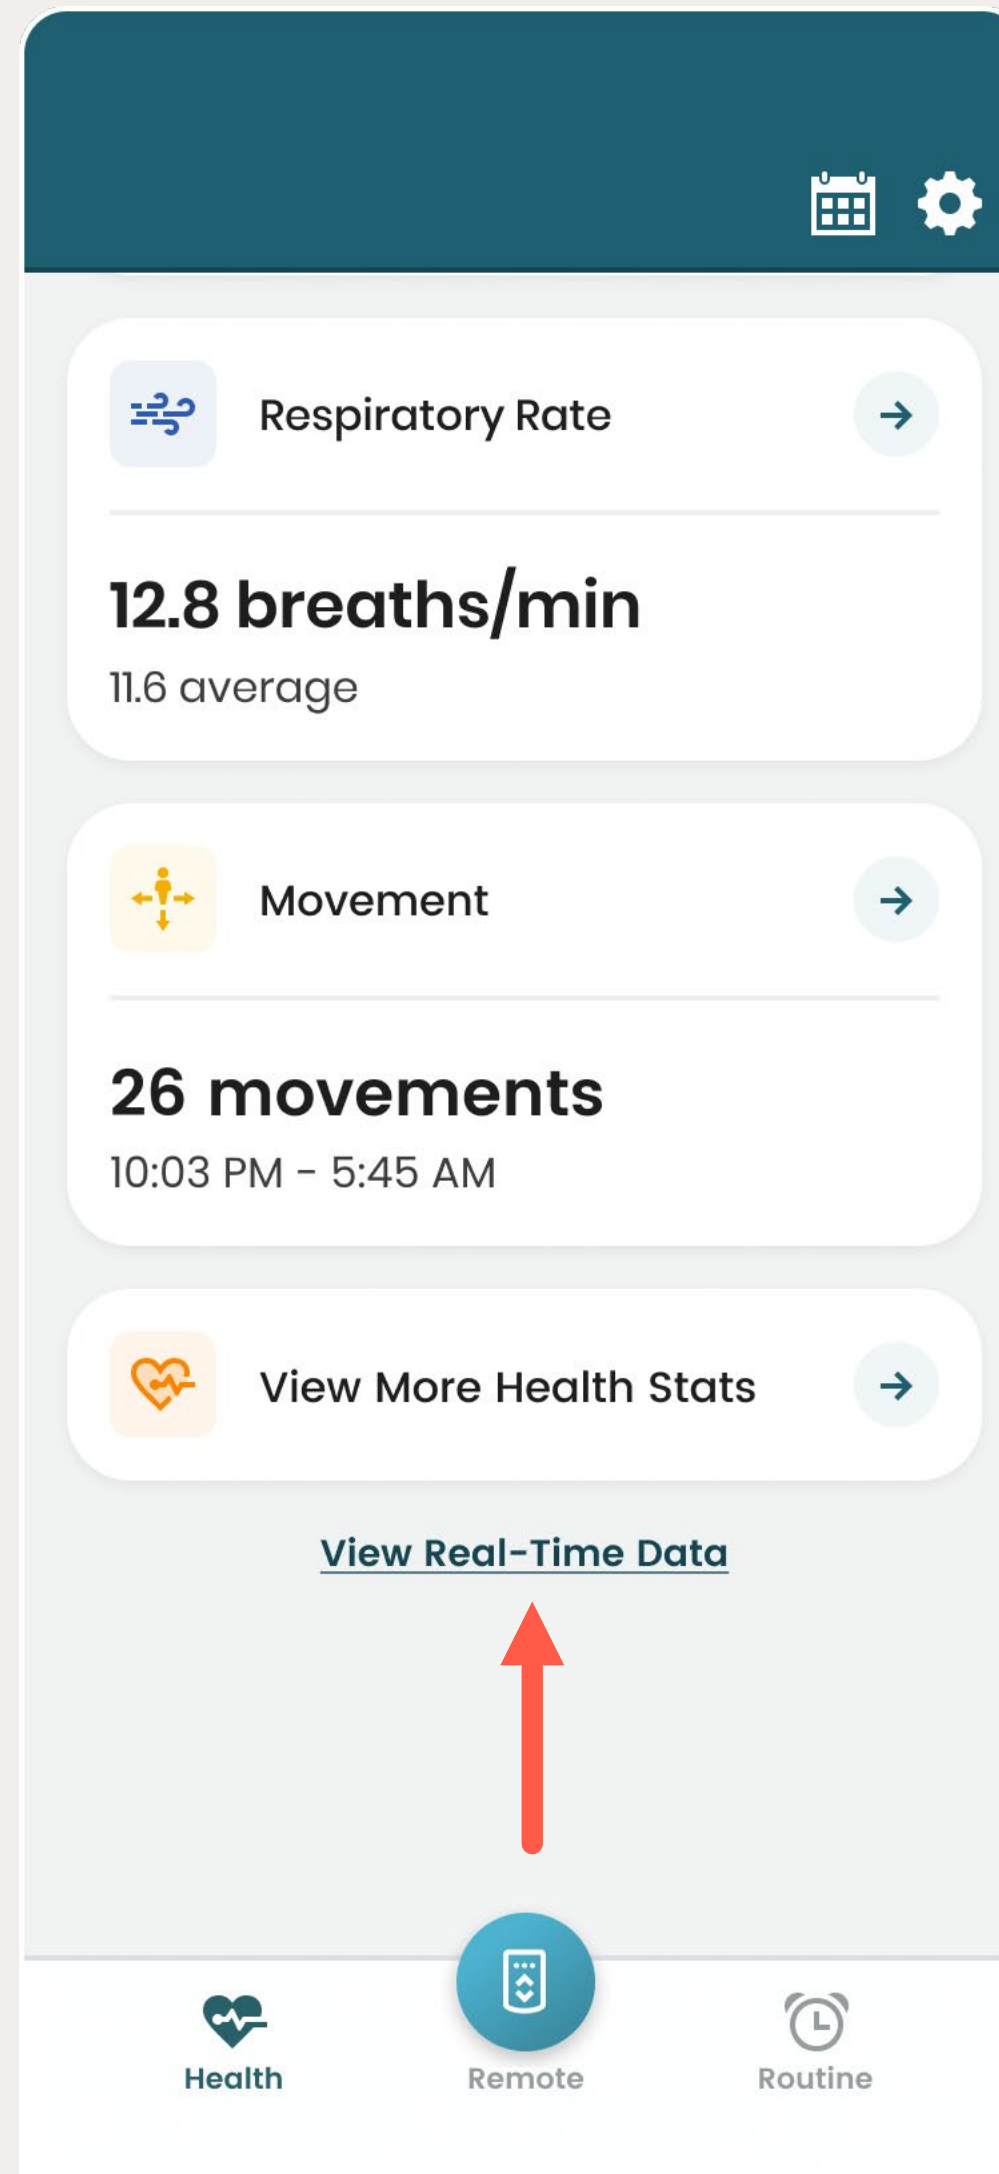 Respiratory Rate
12.8 breaths/min
11.6 average
Movement
26 movements
10:03 PM - 5:45 AM
View More Health Stats
View Real-Time Data
Health
Remote
Routine